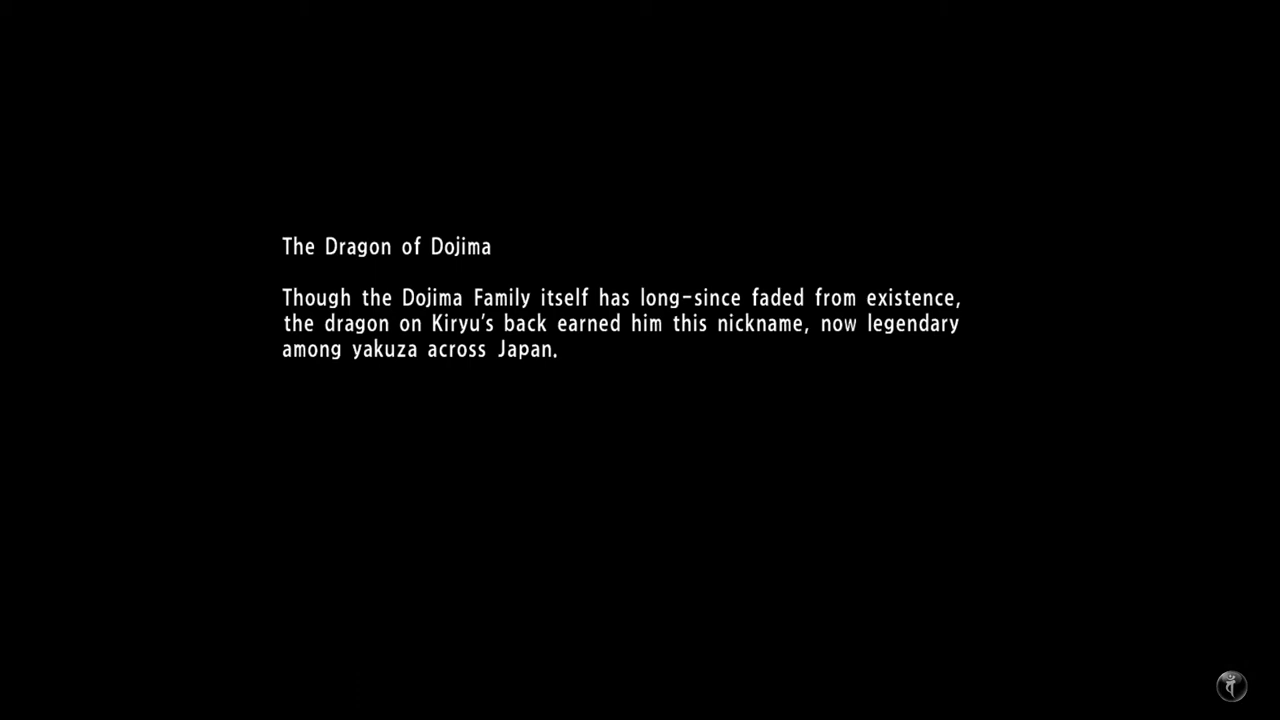 The Dragon of Dojima
Though the Dojima Family itself has long-since faded from existence,
the dragon on Kiryu's back earned him this nickname, now legendary
among yakuza across Japan.